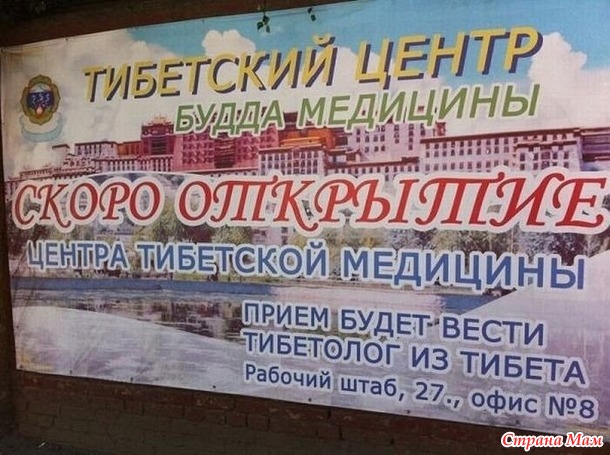 ТИБЕТСКИЙ ЦЕНТР
БУДДА МЕДИЦИНЫ
СКОРО ОТКРЫТИЕ
ЦЕНТРА ТИБЕТСКОЙ МЕДИЦИНЫ
ПРИЕМ БУДЕТ ВЕСТИ
ТИБЕТОЛОГ ИЗ ТИБЕТА
Рабочий штаб, 27., офис №8
Страна Мам